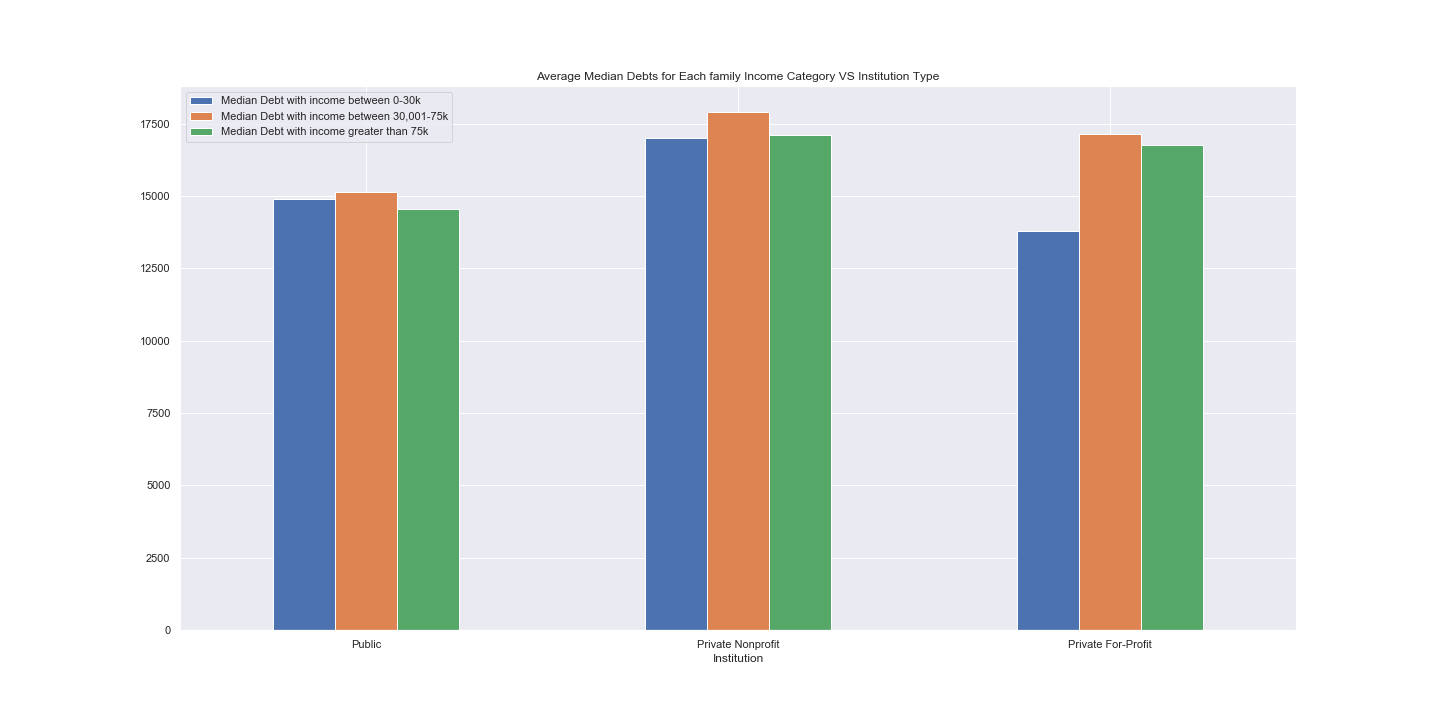 Average Median Debts for Each family Income Category VS Institution Type
Median Debt with income between 0-30k
Median Debt with income between 30,001-75k
Median Debt with income greater than 75k
17500
15000
12500
10000
7500
5000
2500
0
Public Private Nonprofit Private For-Profit
Institution